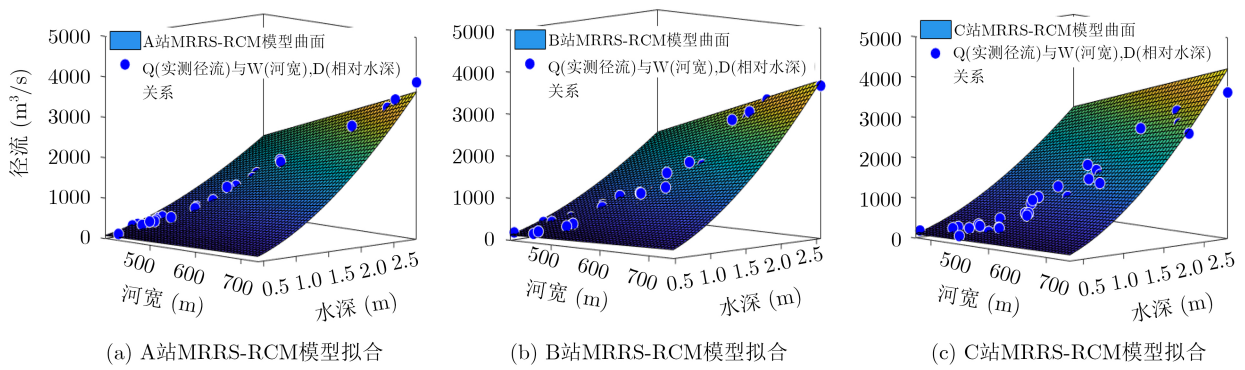 5000
4000
3000
2000
1000
0
径流 (m³/s)
A站MRRS-RCM模型曲面
Q(实测径流)与W(河宽),D(相对水深)
关系
500
600
700
河宽 (m)
0.5 1.0 1.5 2.0 2.5
水深 (m)
(a) A站MRRS-RCM模型拟合
5000
4000
3000
2000
1000
0
B站MRRS-RCM模型曲面
Q(实测径流)与W(河宽),D(相对水深)
关系
500
600
700
河宽 (m)
0.5 1.0 1.5 2.0 2.5
水深 (m)
(b) B站MRRS-RCM模型拟合
5000
4000
3000
2000
1000
0
C站MRRS-RCM模型曲面
Q(实测径流)与W(河宽),D(相对水深)
关系
500
600
700
河宽 (m)
0.5 1.0 1.5 2.0 2.5
水深 (m)
(c) C站MRRS-RCM模型拟合